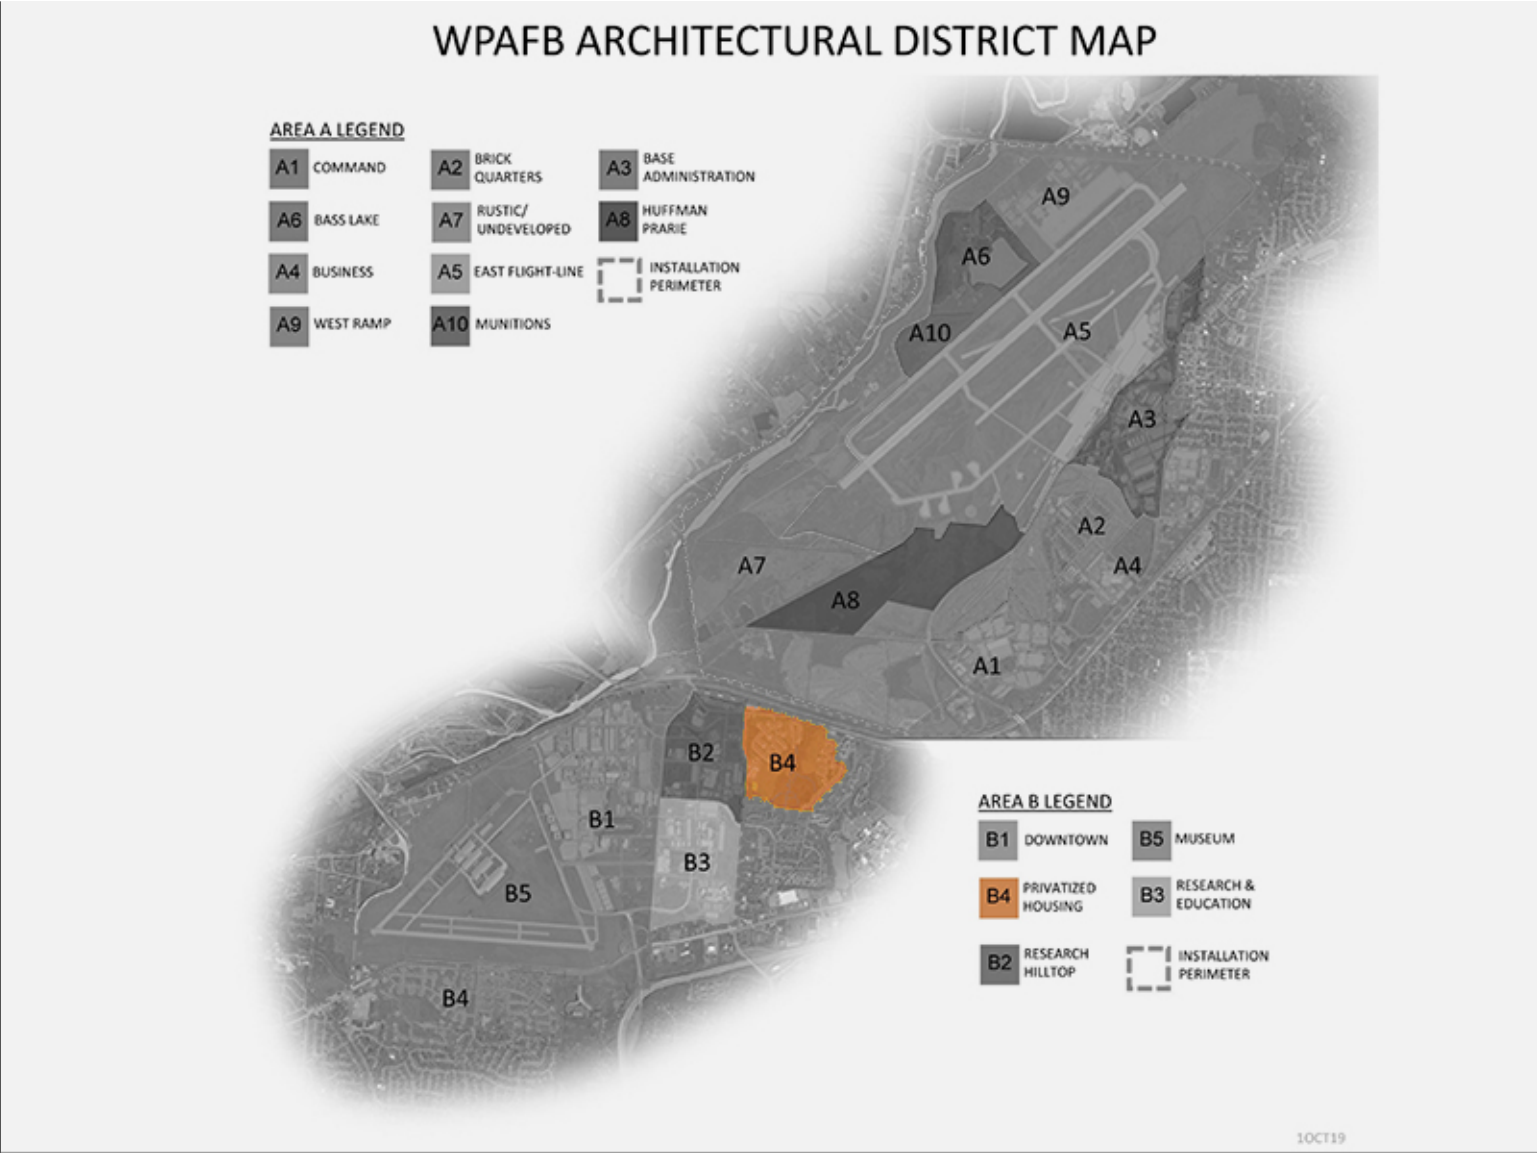 WPAFB ARCHITECTURAL DISTRICT MAP
AREA A LEGEND
A1 COMMAND
A2 BRICK
QUARTERS
A3 BASE
ADMINISTRATION
A6 BASS LAKE
A7 RUSTIC/
UNDEVELOPED
A8 HUFFMAN
PRARIE
A4 BUSINESS
A5 EAST FLIGHT-LINE
INSTALLATION
PERIMETER
A9 WEST RAMP
A10 MUNITIONS
A9
A6
A10
A5
A3
A2
A4
A7
A8
A1
B2
B4
B1
B3
B5
B4
AREA B LEGEND
B1 DOWNTOWN
B5 MUSEUM
B4 PRIVATIZED
HOUSING
B3 RESEARCH &
EDUCATION
B2 RESEARCH
HILLTOP
INSTALLATION
PERIMETER
1OCT19